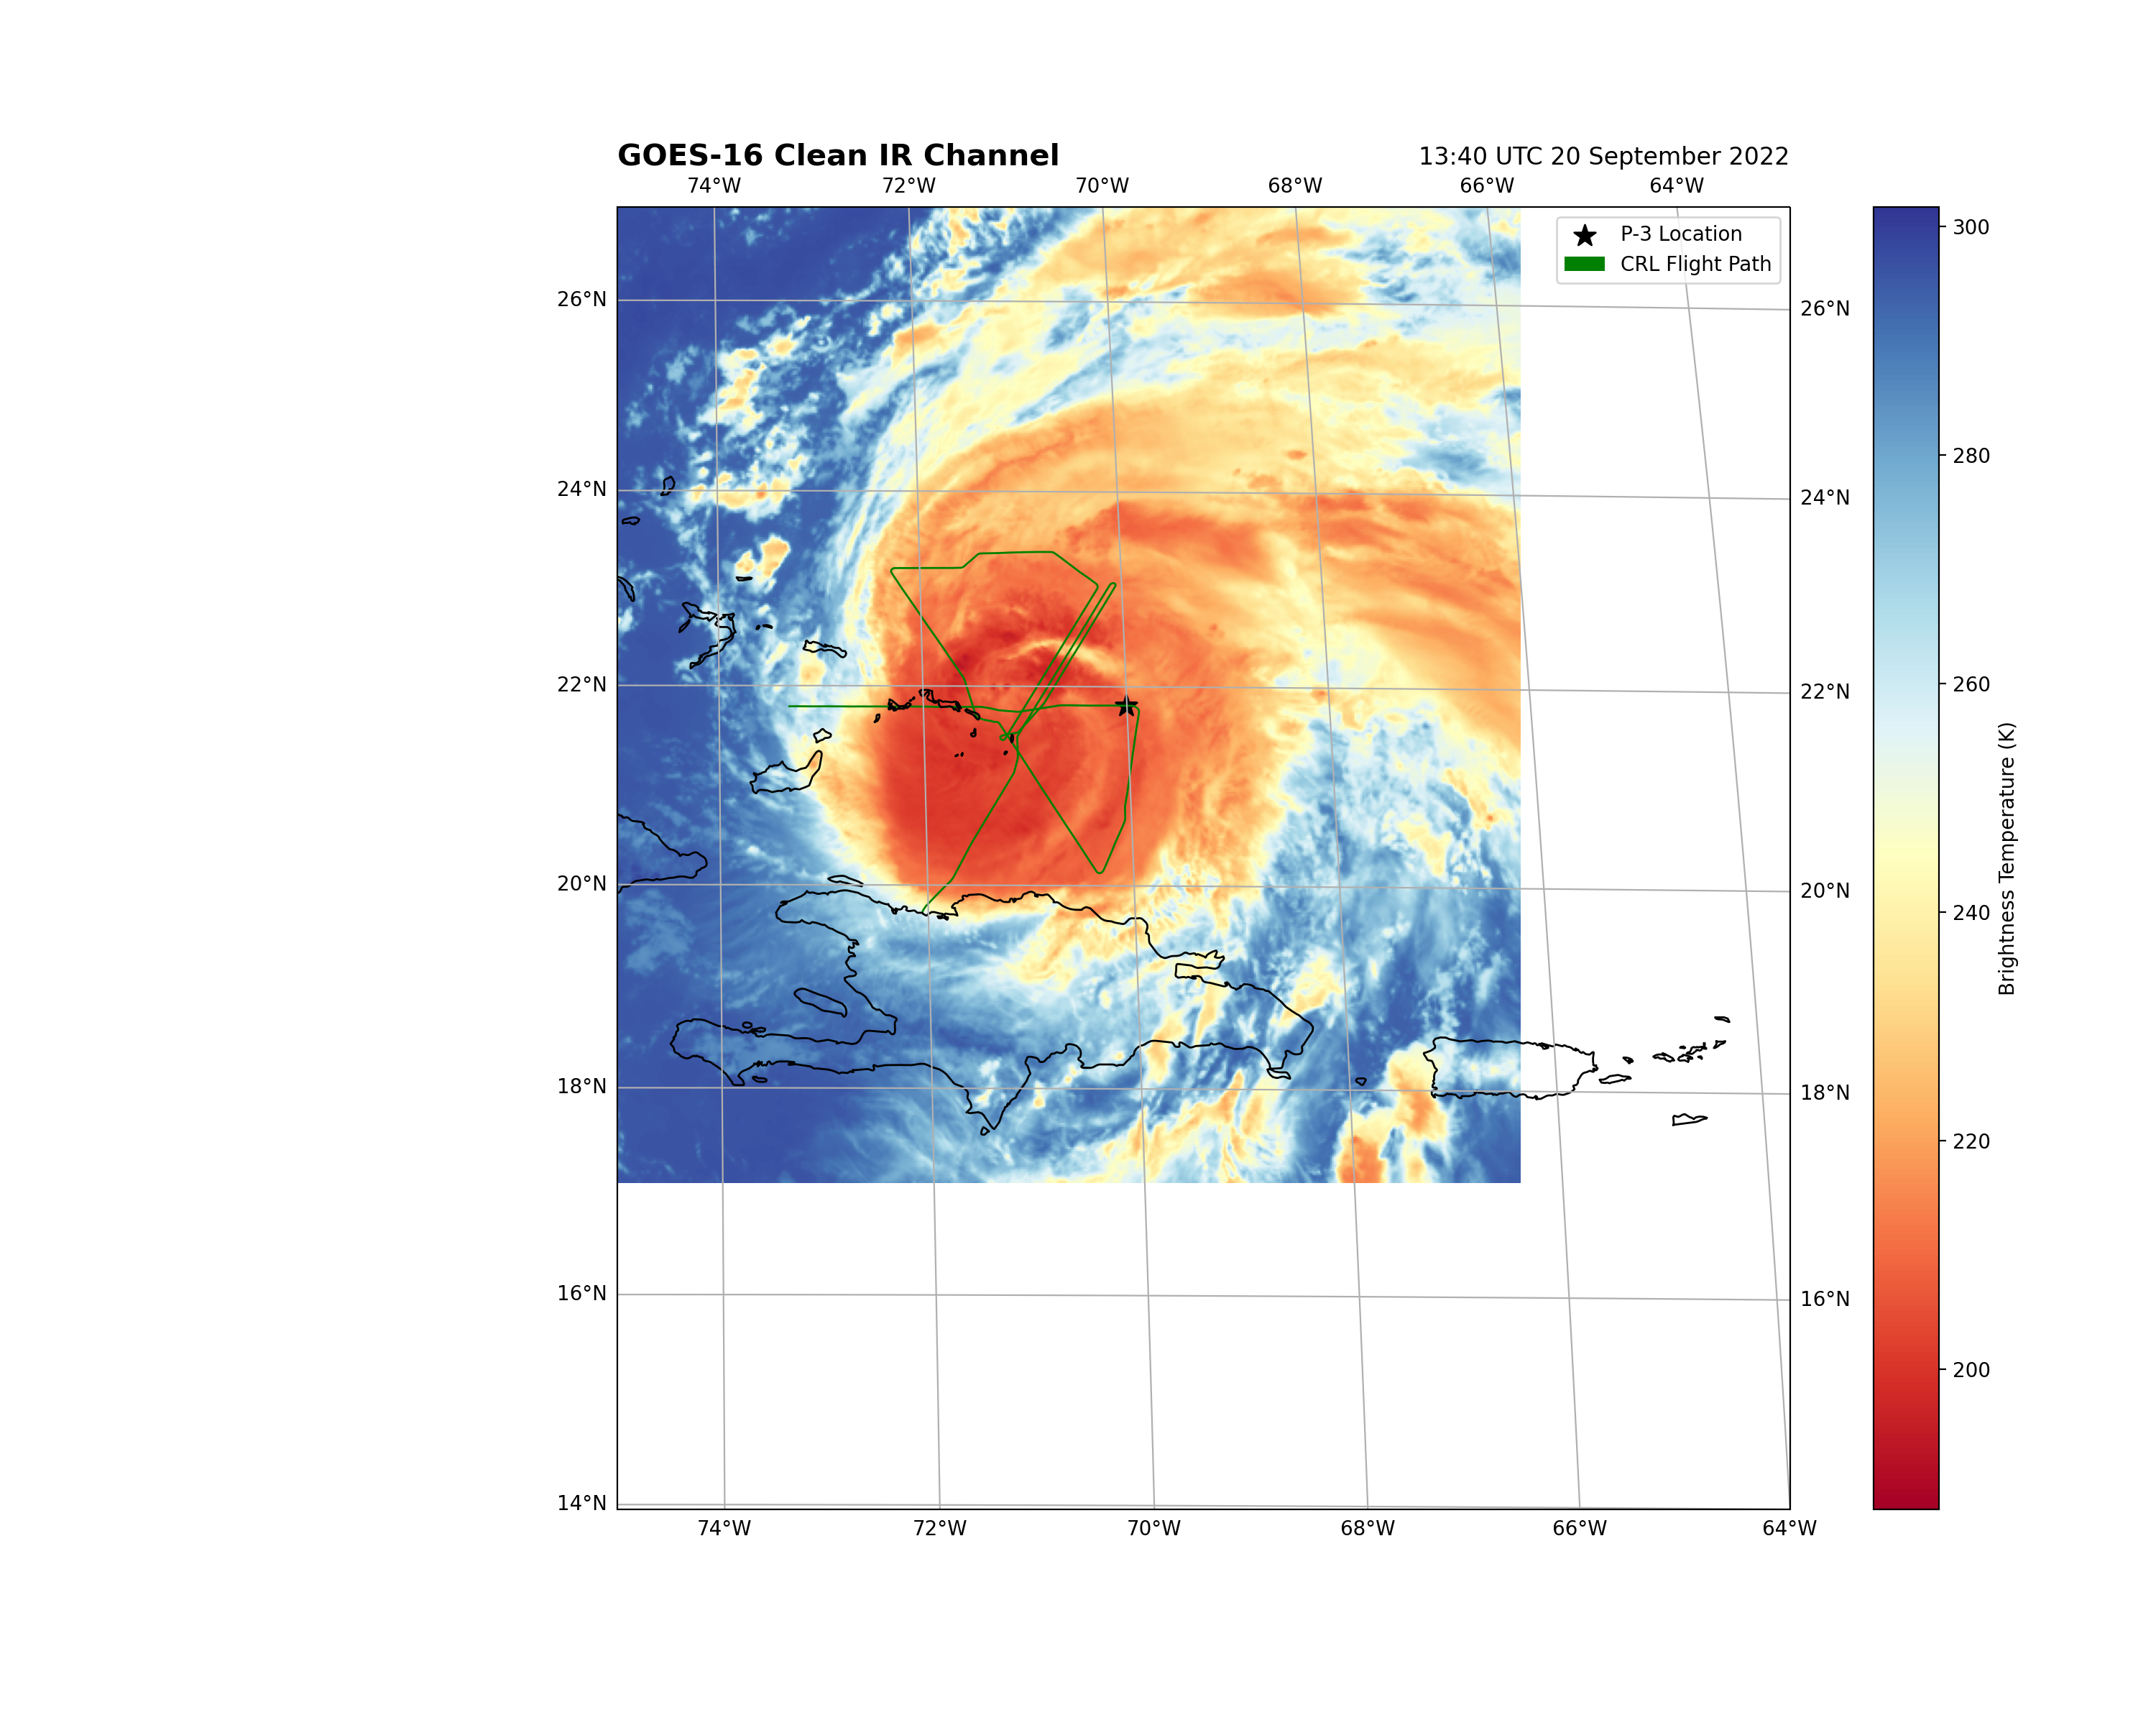 GOES-16 Clean IR Channel
13:40 UTC 20 September 2022
74°W 72°W 70°W 68°W 66°W 64°W
P-3 Location
CRL Flight Path
26°N 26°N
24°N 24°N
22°N 22°N
20°N 20°N
18°N 18°N
16°N 16°N
14°N
74°W 72°W 70°W 68°W 66°W 64°W
300
280
260
240
220
200
Brightness Temperature (K)